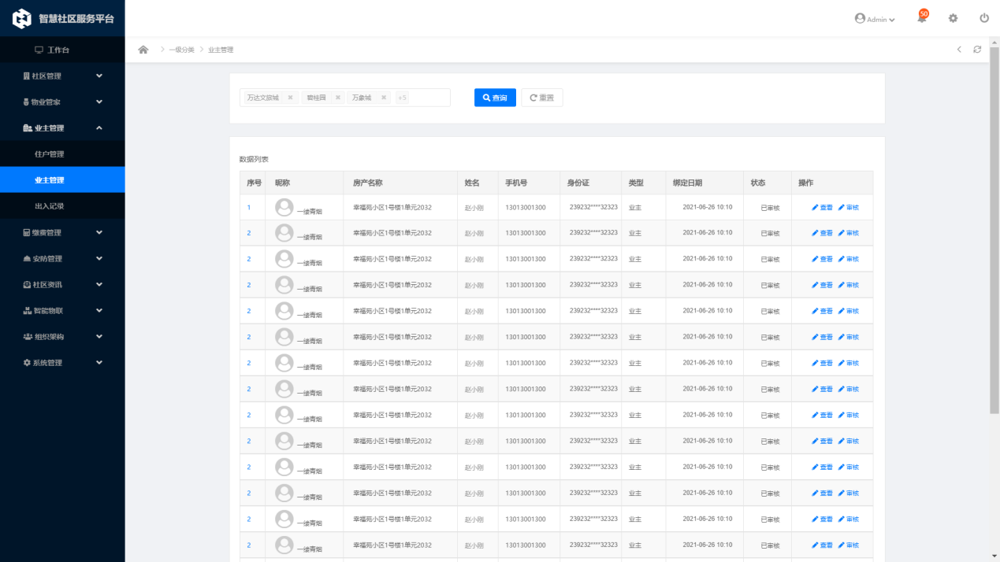 智慧社区服务平台
Admin
50
工作台
一级分类
业主管理
社区管理
物业管家
业主管理
住户管理
业主管理
出入记录
缴费管理
安防管理
社区资讯
智能物联
组织架构
系统管理
万达文旅城 × 碧桂园 × 万象城 × +5
查询
重置
数据列表
序号 昵称 房产名称 姓名 手机号 身份证 类型 绑定日期 状态 操作
1 一缕青烟 幸福苑小区1号楼1单元2032 赵小刚 13013001300 239232****32323 业主 2021-06-26 10:10 已审核 查看 审核
2 一缕青烟 幸福苑小区1号楼1单元2032 赵小刚 13013001300 239232****32323 业主 2021-06-26 10:10 已审核 查看 审核
2 一缕青烟 幸福苑小区1号楼1单元2032 赵小刚 13013001300 239232****32323 业主 2021-06-26 10:10 已审核 查看 审核
2 一缕青烟 幸福苑小区1号楼1单元2032 赵小刚 13013001300 239232****32323 业主 2021-06-26 10:10 已审核 查看 审核
2 一缕青烟 幸福苑小区1号楼1单元2032 赵小刚 13013001300 239232****32323 业主 2021-06-26 10:10 已审核 查看 审核
2 一缕青烟 幸福苑小区1号楼1单元2032 赵小刚 13013001300 239232****32323 业主 2021-06-26 10:10 已审核 查看 审核
2 一缕青烟 幸福苑小区1号楼1单元2032 赵小刚 13013001300 239232****32323 业主 2021-06-26 10:10 已审核 查看 审核
2 一缕青烟 幸福苑小区1号楼1单元2032 赵小刚 13013001300 239232****32323 业主 2021-06-26 10:10 已审核 查看 审核
2 一缕青烟 幸福苑小区1号楼1单元2032 赵小刚 13013001300 239232****32323 业主 2021-06-26 10:10 已审核 查看 审核
2 一缕青烟 幸福苑小区1号楼1单元2032 赵小刚 13013001300 239232****32323 业主 2021-06-26 10:10 已审核 查看 审核
2 一缕青烟 幸福苑小区1号楼1单元2032 赵小刚 13013001300 239232****32323 业主 2021-06-26 10:10 已审核 查看 审核
2 一缕青烟 幸福苑小区1号楼1单元2032 赵小刚 13013001300 239232****32323 业主 2021-06-26 10:10 已审核 查看 审核
2 一缕青烟 幸福苑小区1号楼1单元2032 赵小刚 13013001300 239232****32323 业主 2021-06-26 10:10 已审核 查看 审核
2 一缕青烟 幸福苑小区1号楼1单元2032 赵小刚 13013001300 239232****32323 业主 2021-06-26 10:10 已审核 查看 审核